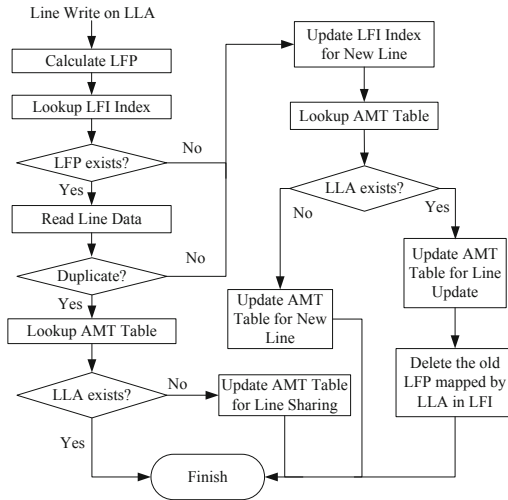 Line Write on LLA
Calculate LFP
Lookup LFI Index
LFP exists?
No
Yes
Read Line Data
Duplicate?
No
Yes
Lookup AMT Table
LLA exists?
No
Yes
Update AMT Table
for Line Sharing
Update LFI Index
for New Line
Lookup AMT Table
LLA exists?
No
Yes
Update AMT
Table for New
Line
Update AMT
Table for Line
Update
Delete the old
LFP mapped by
LLA in LFI
Finish